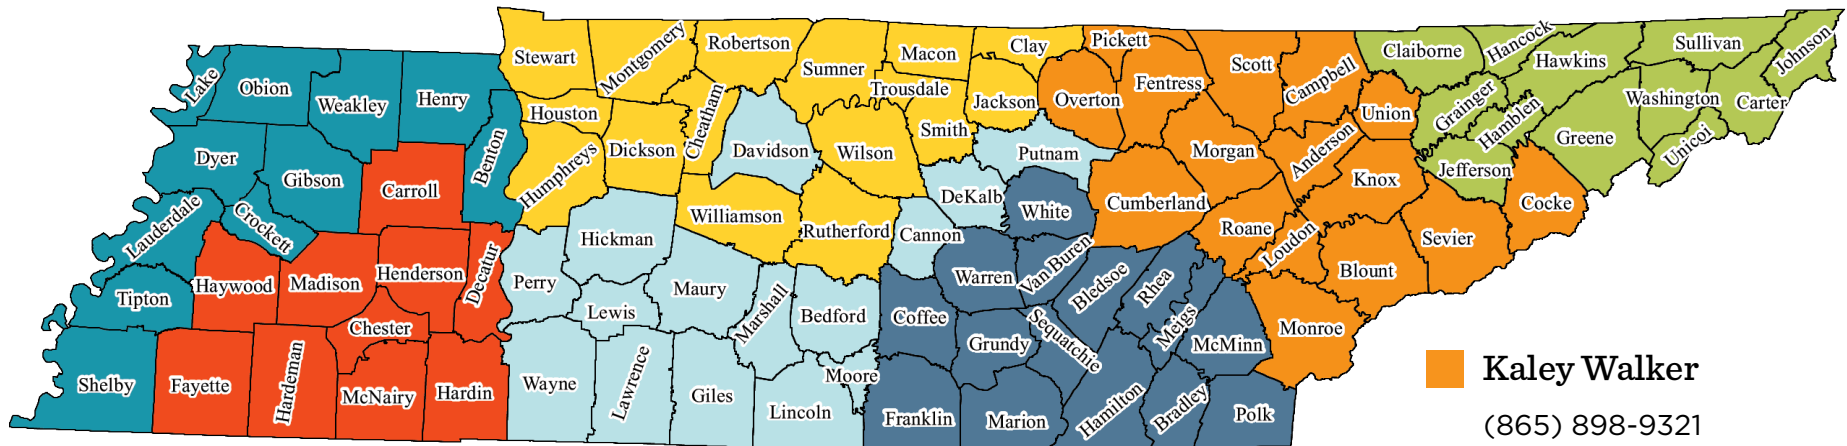 Lake
Obion
Weakley
Henry
Stewart
Montgomery
Robertson
Sumner
Macon
Trousdale
Clay
Pickett
Scott
Campbell
Claiborne
Hancock
Hawkins
Sullivan
Johnson
Dyer
Gibson
Carroll
Benton
Houston
Humphreys
Dickson
Cheatham
Davidson
Wilson
Smith
Jackson
Overton
Fentress
Putnam
Morgan
Anderson
Union
Knox
Grainger
Hamblen
Jefferson
Greene
Washington
Carter
Unicoi
Lauderdale
Crockett
Haywood
Madison
Henderson
Decatur
Perry
Hickman
Williamson
Rutherford
Cannon
DeKalb
White
Cumberland
Roane
Loudon
Blount
Sevier
Cocke
Tipton
Chester
Lewis
Maury
Marshall
Bedford
Coffee
Warren
Van Buren
Bledsoe
Rhea
Meigs
McMinn
Monroe
Shelby
Fayette
Hardeman
McNairy
Hardin
Wayne
Lawrence
Giles
Lincoln
Moore
Franklin
Grundy
Sequatchie
Marion
Hamilton
Bradley
Polk
Kaley Walker
(865) 898-9321